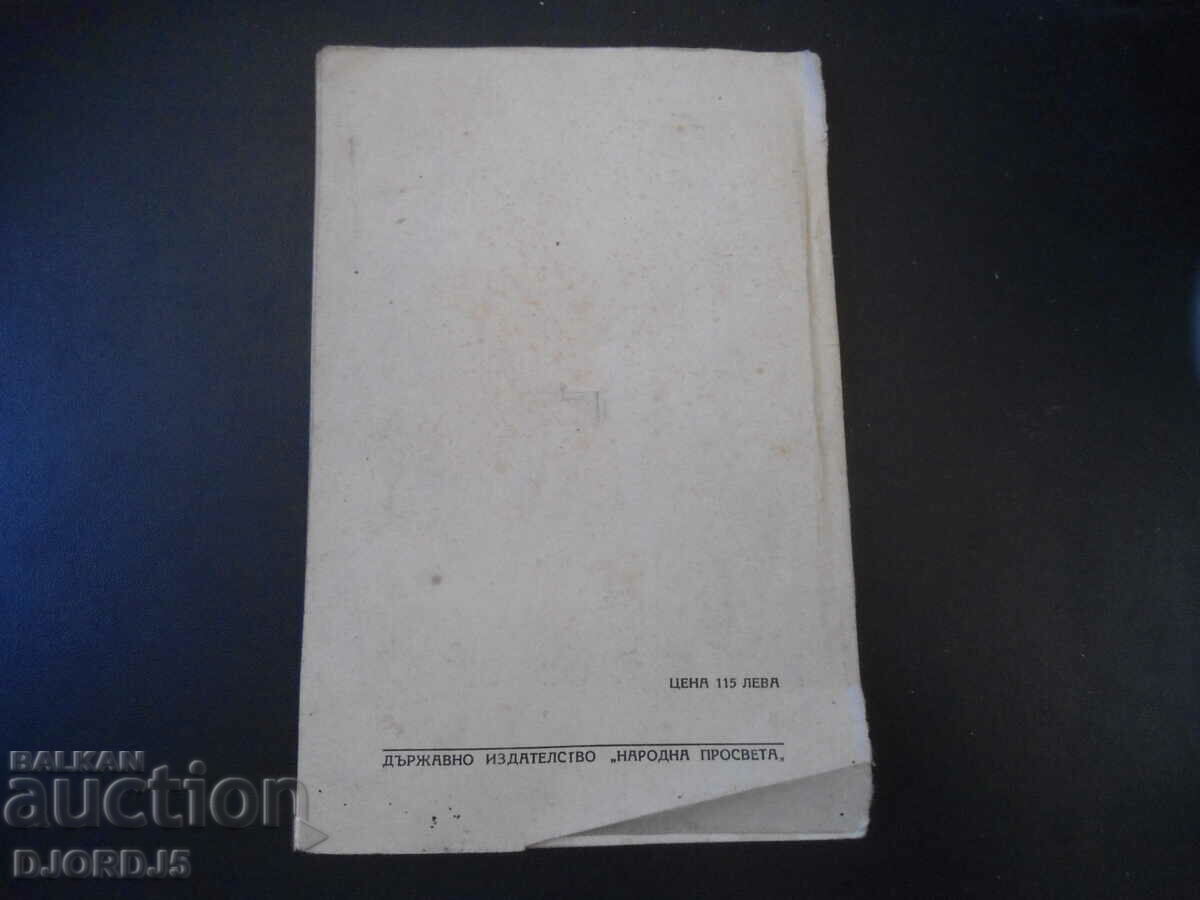 ЦЕНА 115 ЛЕВА
ДЪРЖАВНО ИЗДАТЕЛСТВО „НАРОДНА ПРОСВЕТА„
BALKAN
auction
DJORDJ5